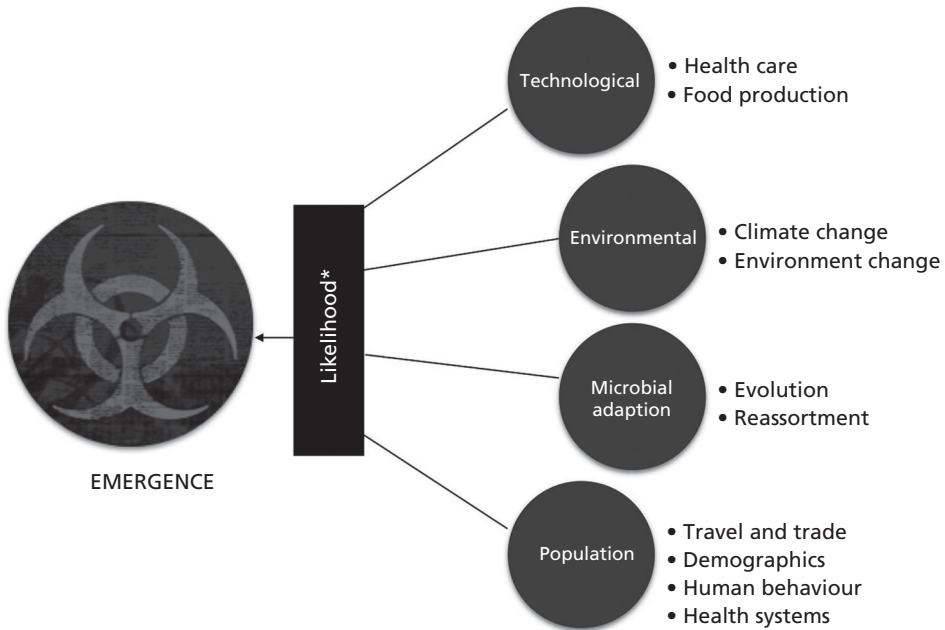 Technological
• Health care
• Food production
Environmental
• Climate change
• Environment change
Likelihood*
Microbial
adaption
• Evolution
• Reassortment
EMERGENCE
Population
• Travel and trade
• Demographics
• Human behaviour
• Health systems